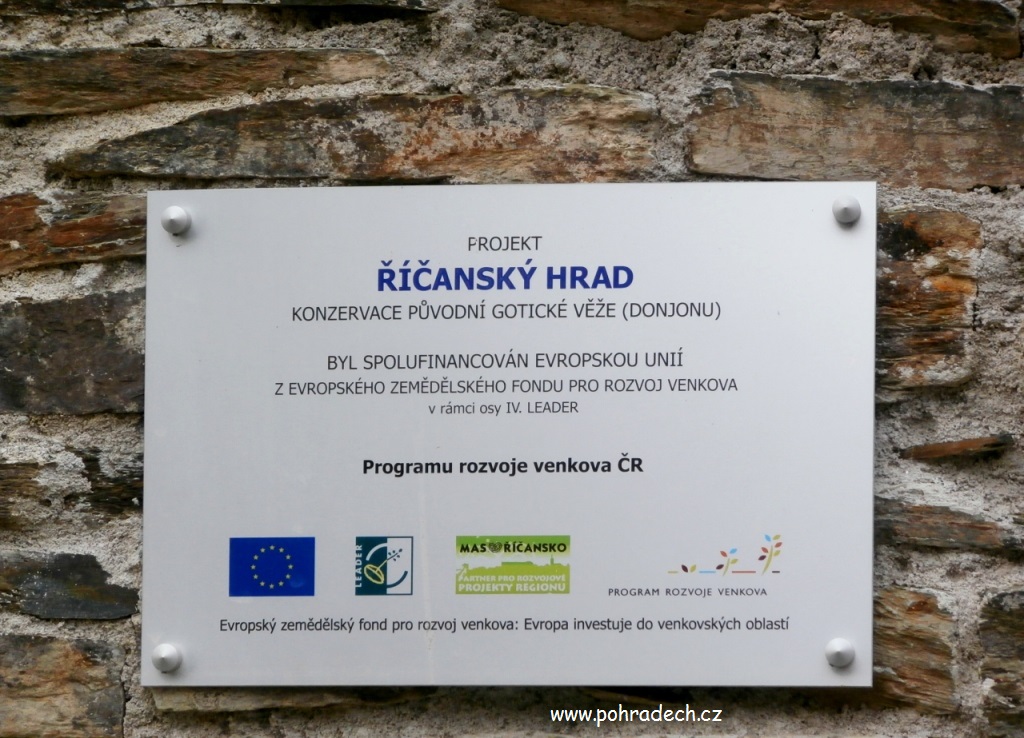 PROJEKT
ŘÍČANSKÝ HRAD
KONZERVACE PŮVODNÍ GOTICKÉ VĚŽE (DONJONU)
BYL SPOLUFINANCOVÁN EVROPSKOU UNIÍ
Z EVROPSKÉHO ZEMĚDĚLSKÉHO FONDU PRO ROZVOJ VENKOVA
v rámci osy IV. LEADER
Programu rozvoje venkova ČR
LEADER
MAS ŘÍČANSKO
PARTNER PRO ROZVOJOVÉ
PROJEKTY REGIONU
PROGRAM ROZVOJE VENKOVA
Evropský zemědělský fond pro rozvoj venkova: Evropa investuje do venkovských oblastí
www.pohradech.cz